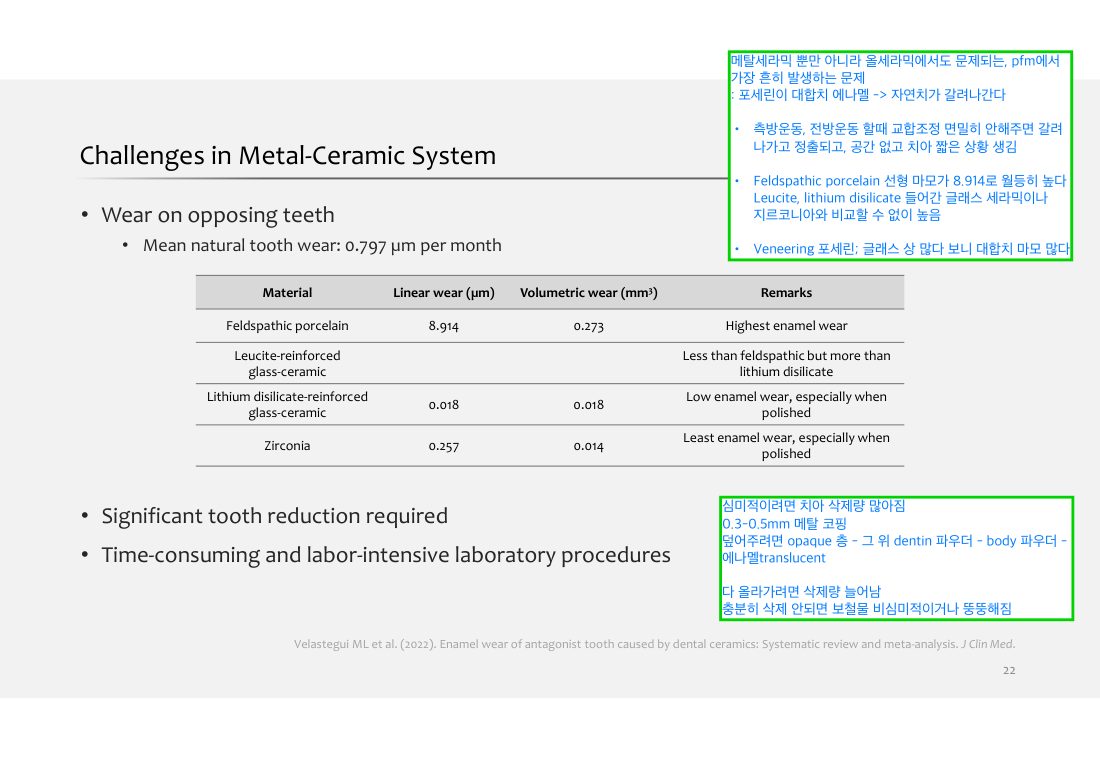 메탈세라믹 뿐만 아니라 올세라믹에서도 문제되는, pfm에서
가장 흔히 발생하는 문제
: 포세린이 대합치 에나멜 -> 자연치가 갈려나간다
• 측방운동, 전방운동 할때 교합조정 면밀히 안해주면 갈려
나가고 정출되고, 공간 없고 치아 짧은 상황 생김
• Feldspathic porcelain 선형 마모가 8.914로 월등히 높다
Leucite, lithium disilicate 들어간 글래스 세라믹이나
지르코니아와 비교할 수 없이 높음
• Veneering 포세린; 글래스 상 많다 보니 대합치 마모 많다
Challenges in Metal-Ceramic System
• Wear on opposing teeth
• Mean natural tooth wear: 0.797 µm per month
Material Linear wear (µm) Volumetric wear (mm³) Remarks
Feldspathic porcelain 8.914 0.273 Highest enamel wear
Leucite-reinforced
glass-ceramic
Less than feldspathic but more than
lithium disilicate
Lithium disilicate-reinforced
glass-ceramic
0.018 0.018
Low enamel wear, especially when
polished
Zirconia 0.257 0.014
Least enamel wear, especially when
polished
• Significant tooth reduction required
• Time-consuming and labor-intensive laboratory procedures
심미적이려면 치아 삭제량 많아짐
0.3-0.5mm 메탈 코핑
덮어주려면 opaque 층 - 그 위 dentin 파우더 - body 파우더 -
에나멜translucent
다 올라가려면 삭제량 늘어남
충분히 삭제 안되면 보철물 비심미적이거나 뚱뚱해짐
Velasteguí ML et al. (2022). Enamel wear of antagonist tooth caused by dental ceramics: Systematic review and meta-analysis. J Clin Med.
22